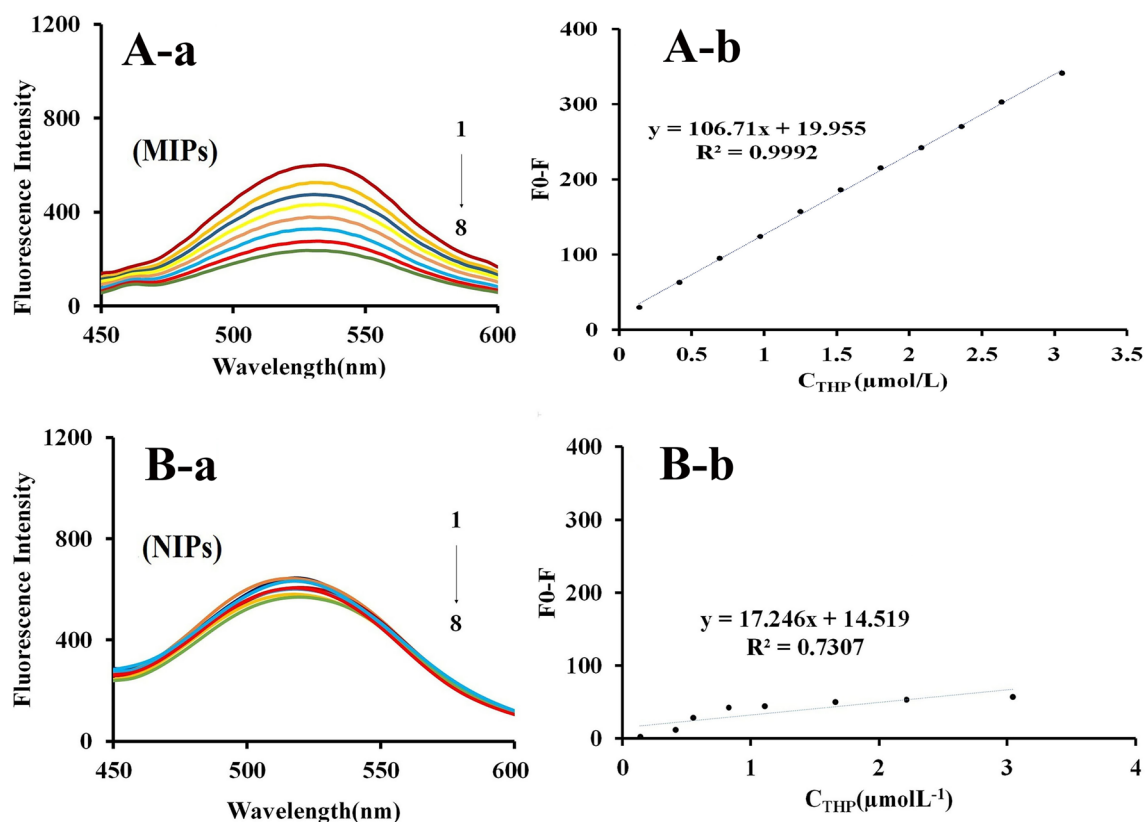 A-a
1200
800
400
0
Fluorescence Intensity
(MIPs)
1
8
450
500
550
600
Wavelength(nm)
A-b
400
300
200
100
0
F0-F
y = 106.71x + 19.955
R² = 0.9992
0
0.5
1
1.5
2
2.5
3
3.5
C_THP (µmol/L)
B-a
1200
800
400
0
Fluorescence Intensity
(NIPs)
1
8
450
500
550
600
Wavelength(nm)
B-b
400
300
200
100
0
F0-F
y = 17.246x + 14.519
R² = 0.7307
0
1
2
3
4
C_THP(µmolL⁻¹)